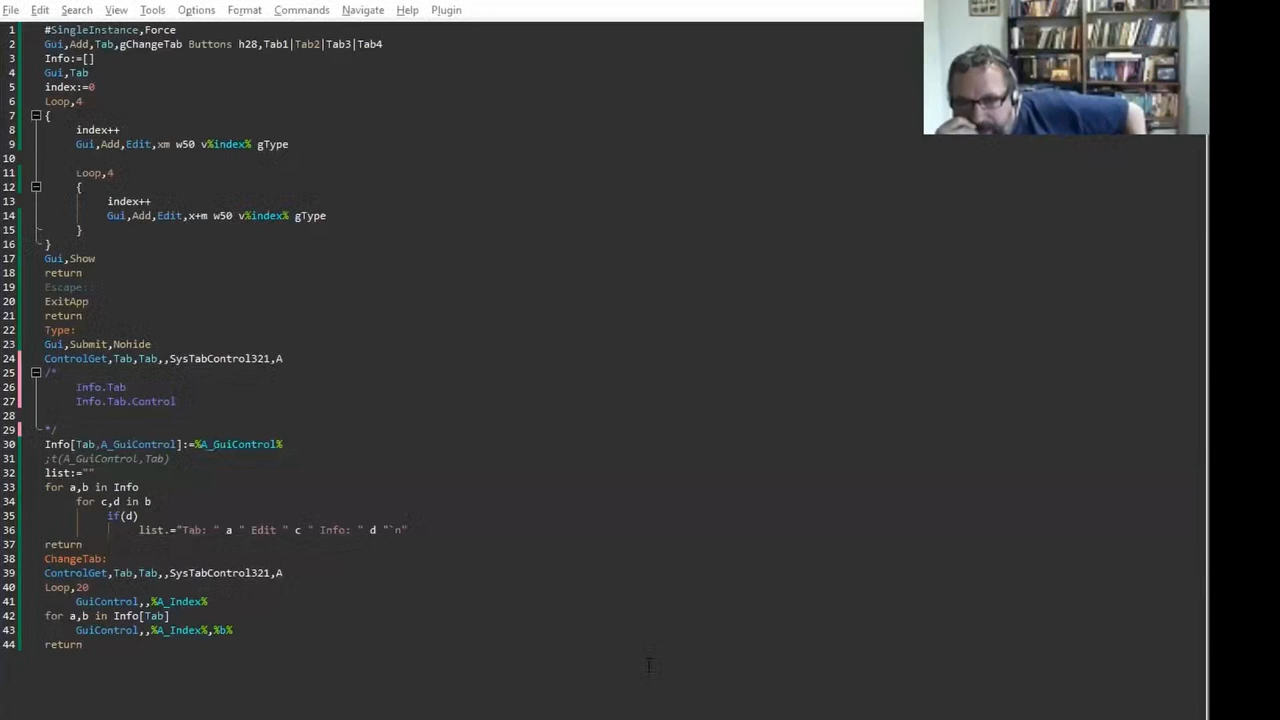 File Edit Search View Tools Options Format Commands Navigate Help Plugin
1 #SingleInstance,Force
2 Gui,Add,Tab,gChangeTab Buttons h28,Tab1|Tab2|Tab3|Tab4
3 Info:=[]
4 Gui,Tab
5 index:=0
6 Loop,4
7 {
8 index++
9 Gui,Add,Edit,xm w50 v%index% gType
10
11 Loop,4
12 {
13 index++
14 Gui,Add,Edit,x+m w50 v%index% gType
15 }
16 }
17 Gui,Show
18 return
19 Escape::
20 ExitApp
21 return
22 Type:
23 Gui,Submit,Nohide
24 ControlGet,Tab,Tab,,SysTabControl321,A
25 /*
26 Info.Tab
27 Info.Tab.Control
28
29 */
30 Info[Tab,A_GuiControl]:=%A_GuiControl%
31 ;t(A_GuiControl,Tab)
32 list:=""
33 for a,b in Info
34 for c,d in b
35 if(d)
36 list.="Tab: " a " Edit " c " Info: " d "`n"
37 return
38 ChangeTab:
39 ControlGet,Tab,Tab,,SysTabControl321,A
40 Loop,20
41 GuiControl,,%A_Index%
42 for a,b in Info[Tab]
43 GuiControl,,%A_Index%,%b%
44 return